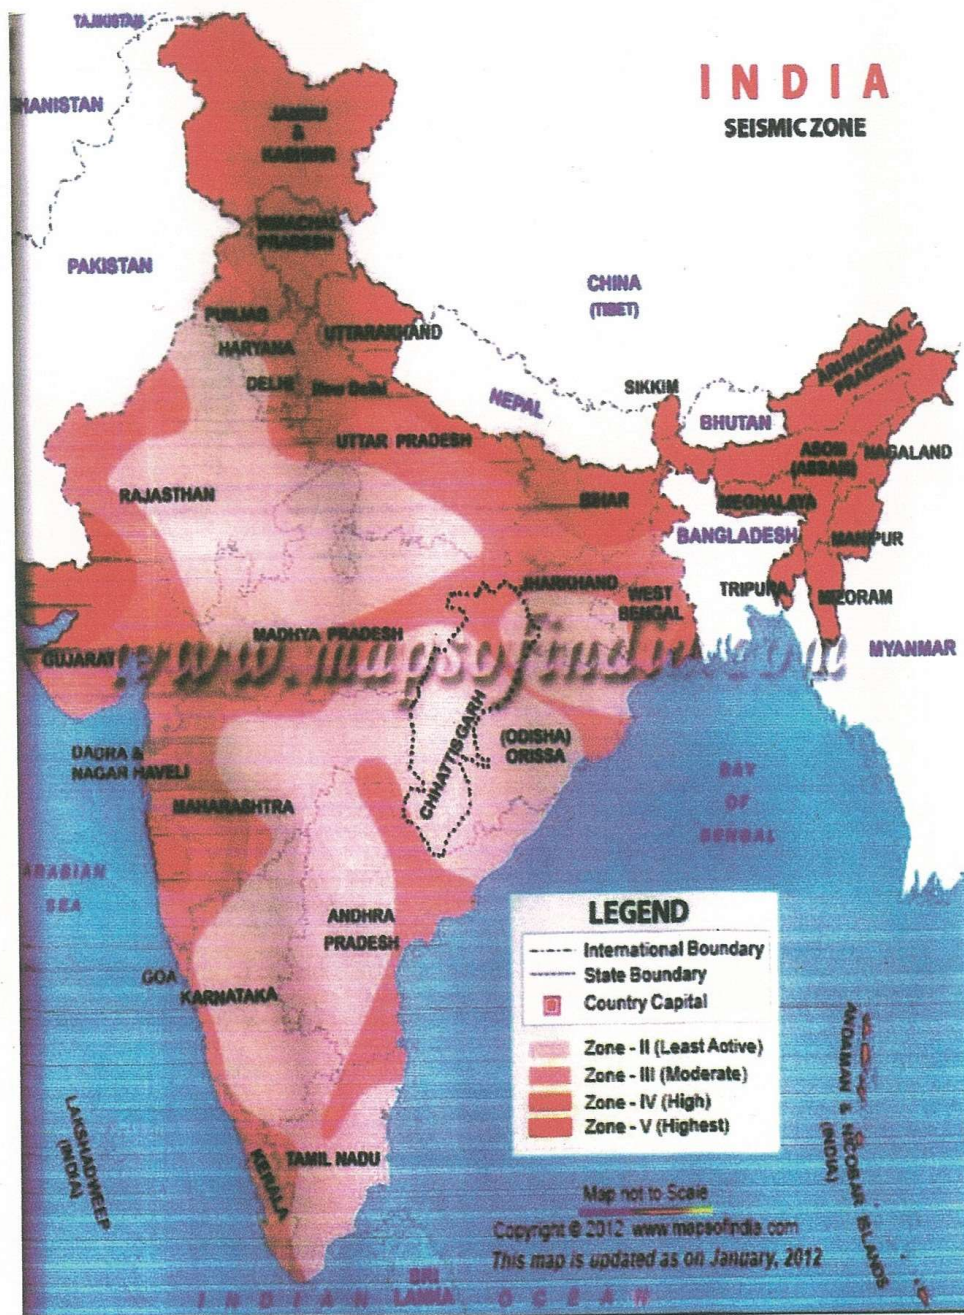 TAJIKISTAN
HANISTAN
INDIA
SEISMIC ZONE
JAMMU
&
KASHMIR
HIMACHAL
PRADESH
PAKISTAN
CHINA
(TIBET)
PUNJAB
UTTARAKHAND
HARYANA
DELHI
New Delhi
SIKKIM
ARUNACHAL
PRADESH
NEPAL
BHUTAN
UTTAR PRADESH
ASOM
(ASSAM)
NAGALAND
RAJASTHAN
BIHAR
MEGHALAYA
BANGLADESH
MANIPUR
JHARKHAND
WEST
BENGAL
TRIPURA
MIZORAM
MADHYA PRADESH
MYANMAR
GUJARAT
www.mapsofindia.com
CHHATTISGARH
(ODISHA)
ORISSA
DADRA &
NAGAR HAVELI
MAHARASHTRA
BAY
OF
BENGAL
ARABIAN
SEA
ANDHRA
PRADESH
GOA
KARNATAKA
LEGEND
International Boundary
State Boundary
Country Capital
Zone - II (Least Active)
Zone - III (Moderate)
Zone - IV (High)
Zone - V (Highest)
ANDAMAN & NICOBAR ISLANDS
(INDIA)
LAKSHADWEEP
(INDIA)
KERALA
TAMIL NADU
Map not to Scale
Copyright © 2012 www.mapsofindia.com
This map is updated as on January, 2012
SRI
LANKA
INDIAN OCEAN